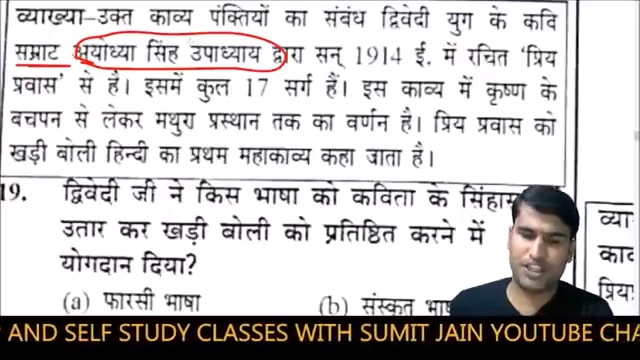 व्याख्या–उक्त काव्य पंक्तियों का संबंध द्विवेदी युग के कवि
सम्राट अयोध्या सिंह उपाध्याय द्वारा सन् 1914 ई. में रचित ‘प्रिय
प्रवास’ से है। इसमें कुल 17 सर्ग हैं। इस काव्य में कृष्ण के
बचपन से लेकर मथुरा प्रस्थान तक का वर्णन है। प्रिय प्रवास को
खड़ी बोली हिन्दी का प्रथम महाकाव्य कहा जाता है।
19. द्विवेदी जी ने किस भाषा को कविता के
उतार कर खड़ी बोली को प्रतिष्ठित करने में
योगदान दिया?
(a) फारसी भाषा (b) संस्कृत
व्या
काव
प्रिय
AND SELF STUDY CLASSES WITH SUMIT JAIN YOUTUBE CHA